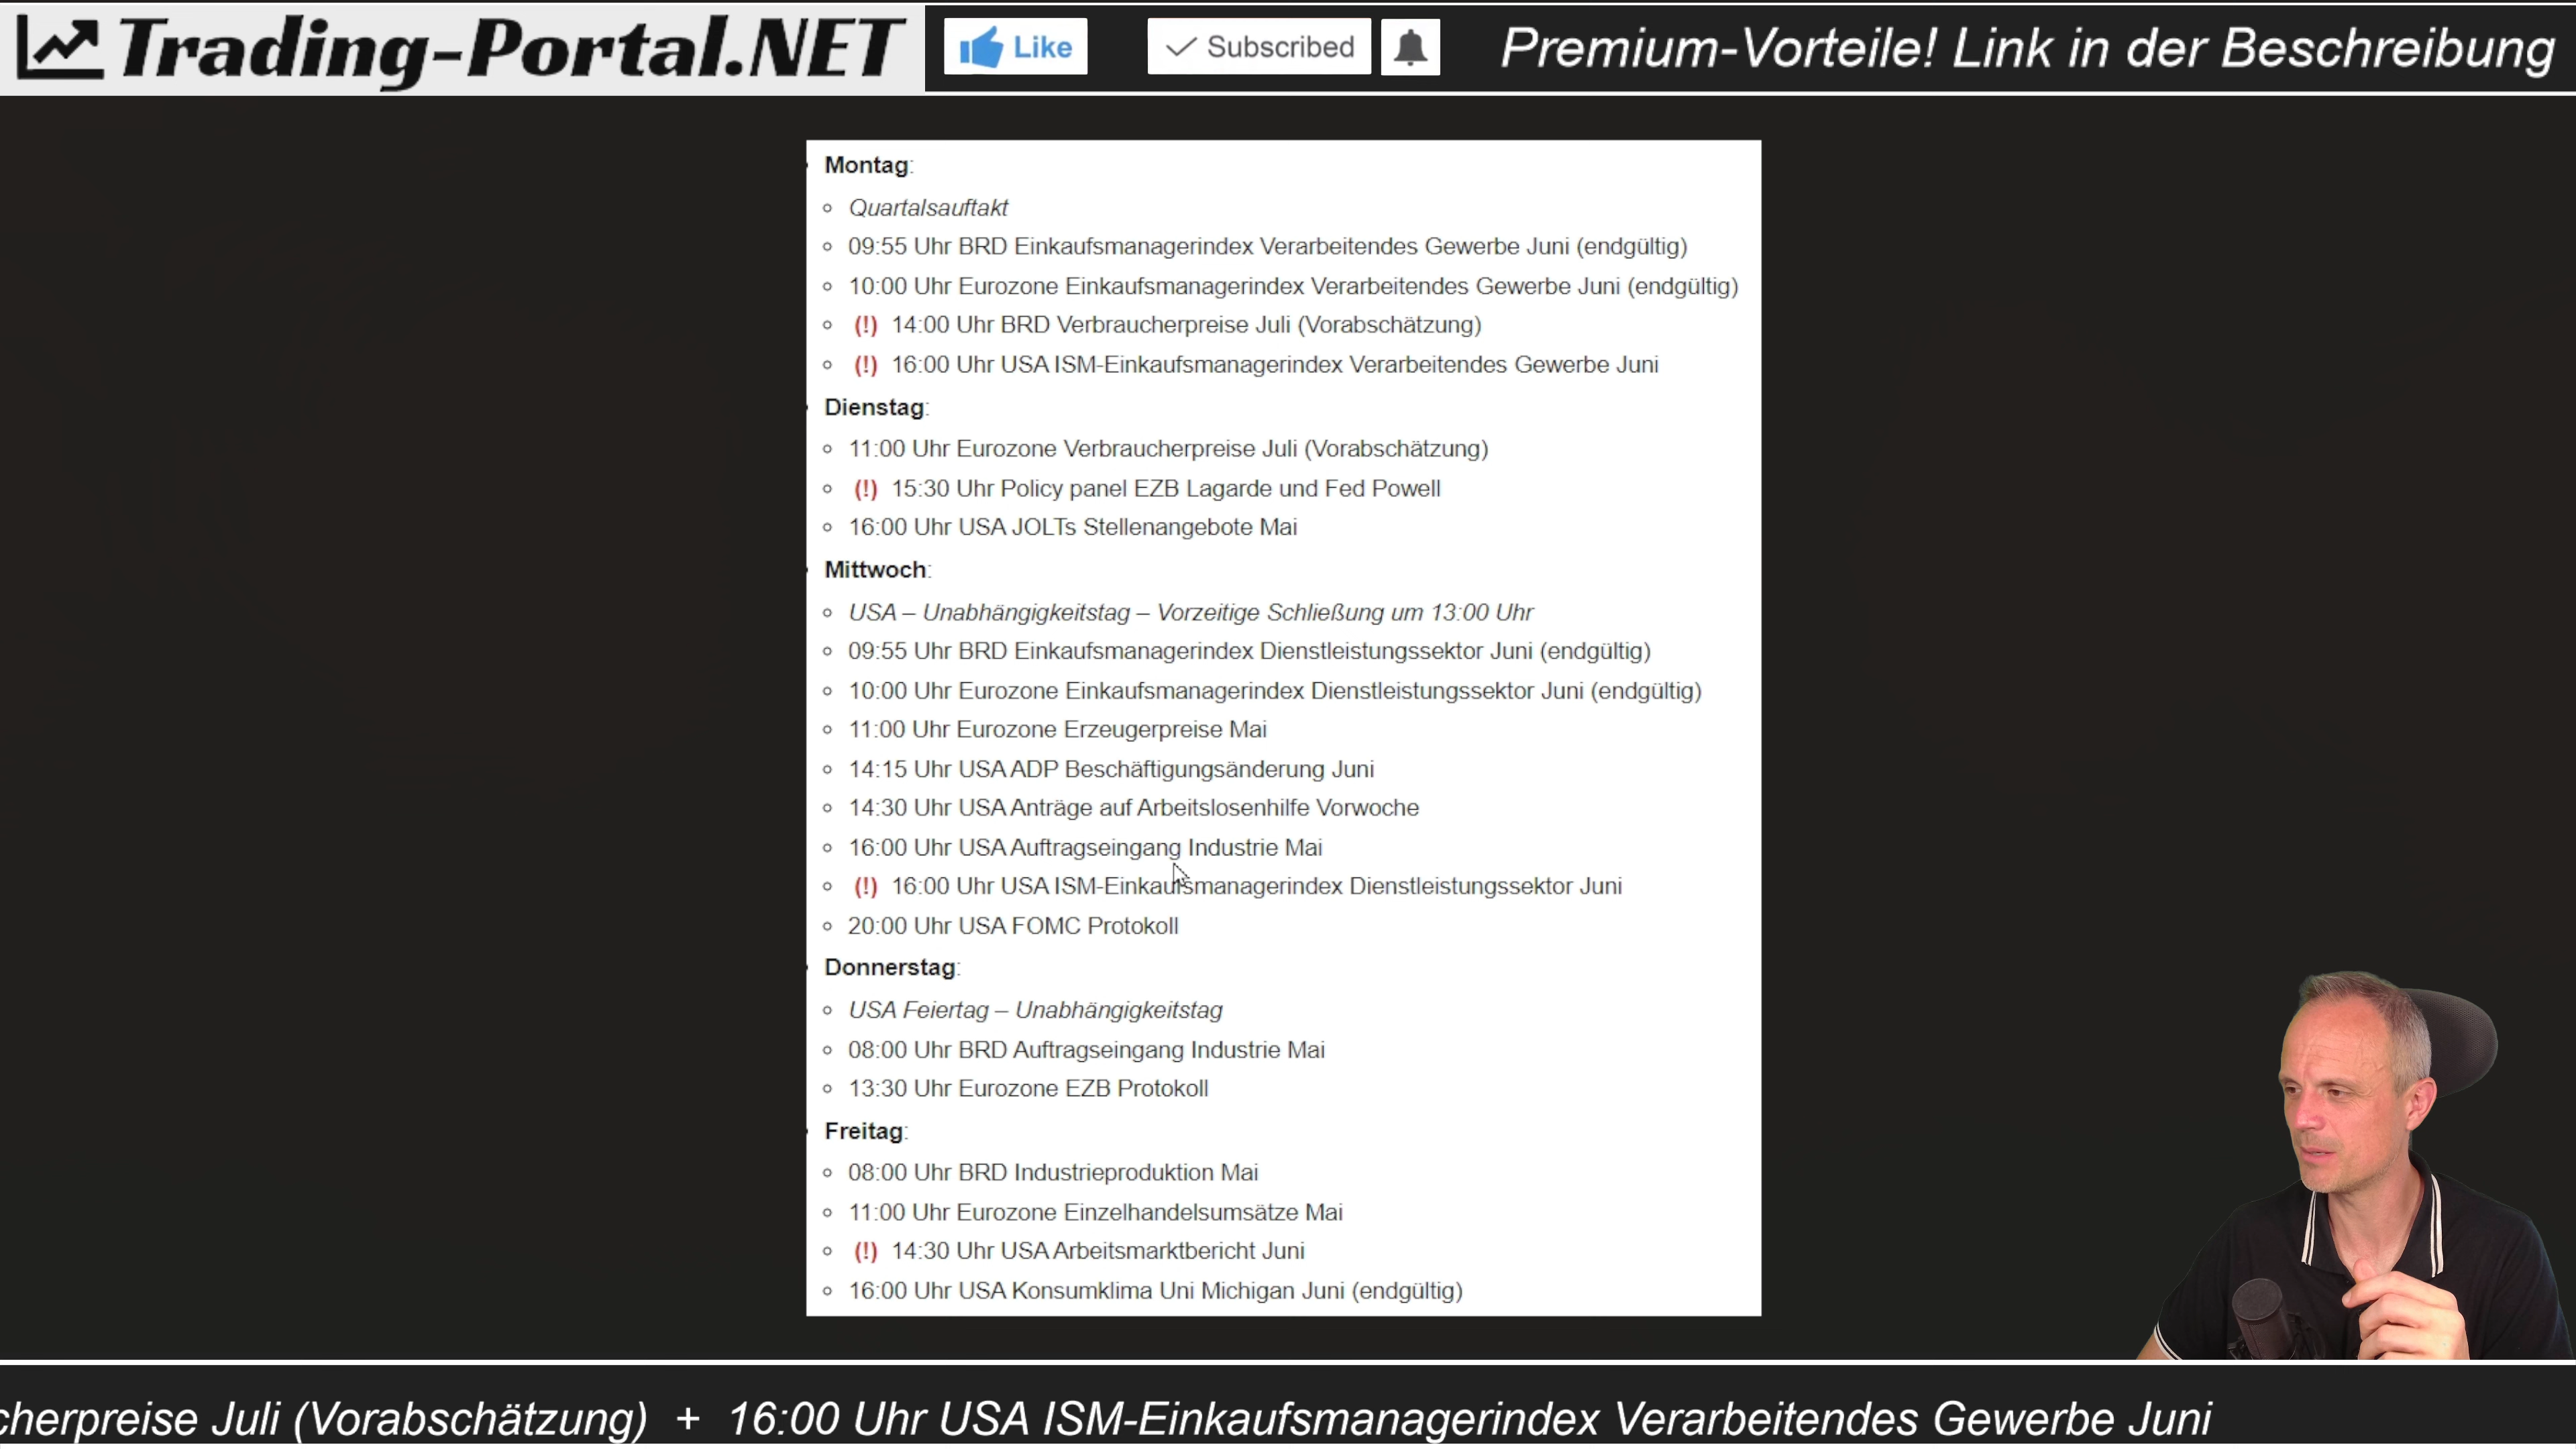 Trading-Portal.NET
Like
Subscribed
Premium-Vorteile! Link in der Beschreibung
Montag:
Quartalsauftakt
09:55 Uhr BRD Einkaufsmanagerindex Verarbeitendes Gewerbe Juni (endgültig)
10:00 Uhr Eurozone Einkaufsmanagerindex Verarbeitendes Gewerbe Juni (endgültig)
(!) 14:00 Uhr BRD Verbraucherpreise Juli (Vorabschätzung)
(!) 16:00 Uhr USA ISM-Einkaufsmanagerindex Verarbeitendes Gewerbe Juni
Dienstag:
11:00 Uhr Eurozone Verbraucherpreise Juli (Vorabschätzung)
(!) 15:30 Uhr Policy panel EZB Lagarde und Fed Powell
16:00 Uhr USA JOLTs Stellenangebote Mai
Mittwoch:
USA – Unabhängigkeitstag – Vorzeitige Schließung um 13:00 Uhr
09:55 Uhr BRD Einkaufsmanagerindex Dienstleistungssektor Juni (endgültig)
10:00 Uhr Eurozone Einkaufsmanagerindex Dienstleistungssektor Juni (endgültig)
11:00 Uhr Eurozone Erzeugerpreise Mai
14:15 Uhr USA ADP Beschäftigungsänderung Juni
14:30 Uhr USA Anträge auf Arbeitslosenhilfe Vorwoche
16:00 Uhr USA Auftragseingang Industrie Mai
(!) 16:00 Uhr USA ISM-Einkaufsmanagerindex Dienstleistungssektor Juni
20:00 Uhr USA FOMC Protokoll
Donnerstag:
USA Feiertag – Unabhängigkeitstag
08:00 Uhr BRD Auftragseingang Industrie Mai
13:30 Uhr Eurozone EZB Protokoll
Freitag:
08:00 Uhr BRD Industrieproduktion Mai
11:00 Uhr Eurozone Einzelhandelsumsätze Mai
(!) 14:30 Uhr USA Arbeitsmarktbericht Juni
16:00 Uhr USA Konsumklima Uni Michigan Juni (endgültig)
cherpreise Juli (Vorabschätzung) + 16:00 Uhr USA ISM-Einkaufsmanagerindex Verarbeitendes Gewerbe Juni